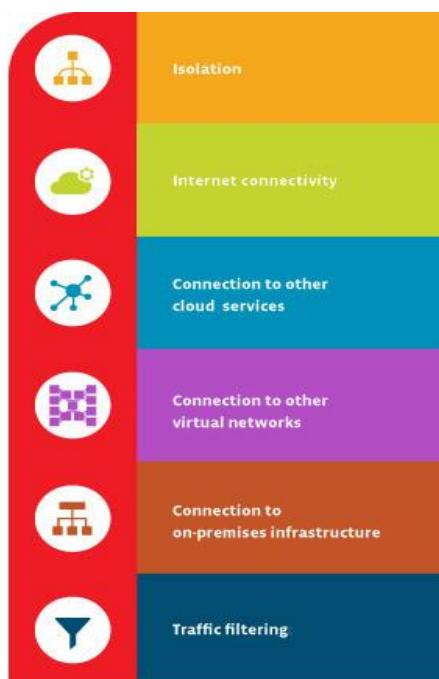 Isolation
Internet connectivity
Connection to other
cloud services
Connection to other
virtual networks
Connection to
on-premises infrastructure
Traffic filtering